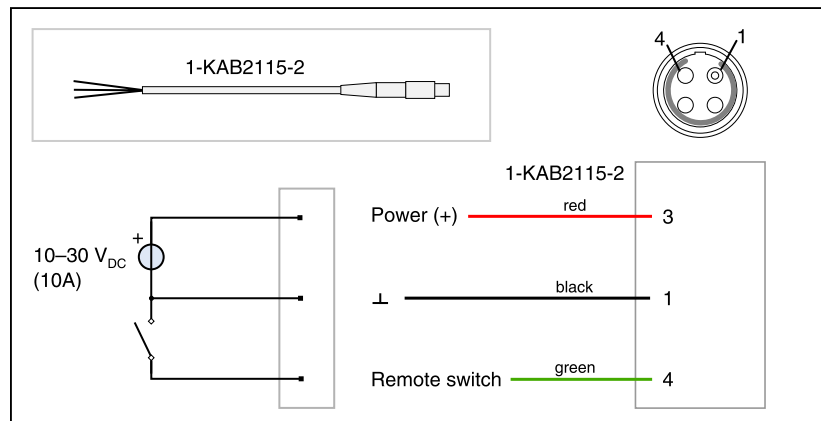 1-KAB2115-2
4
1
1-KAB2115-2
Power (+)
red
3
+
10–30 VDC
(10A)
black
1
Remote switch
green
4